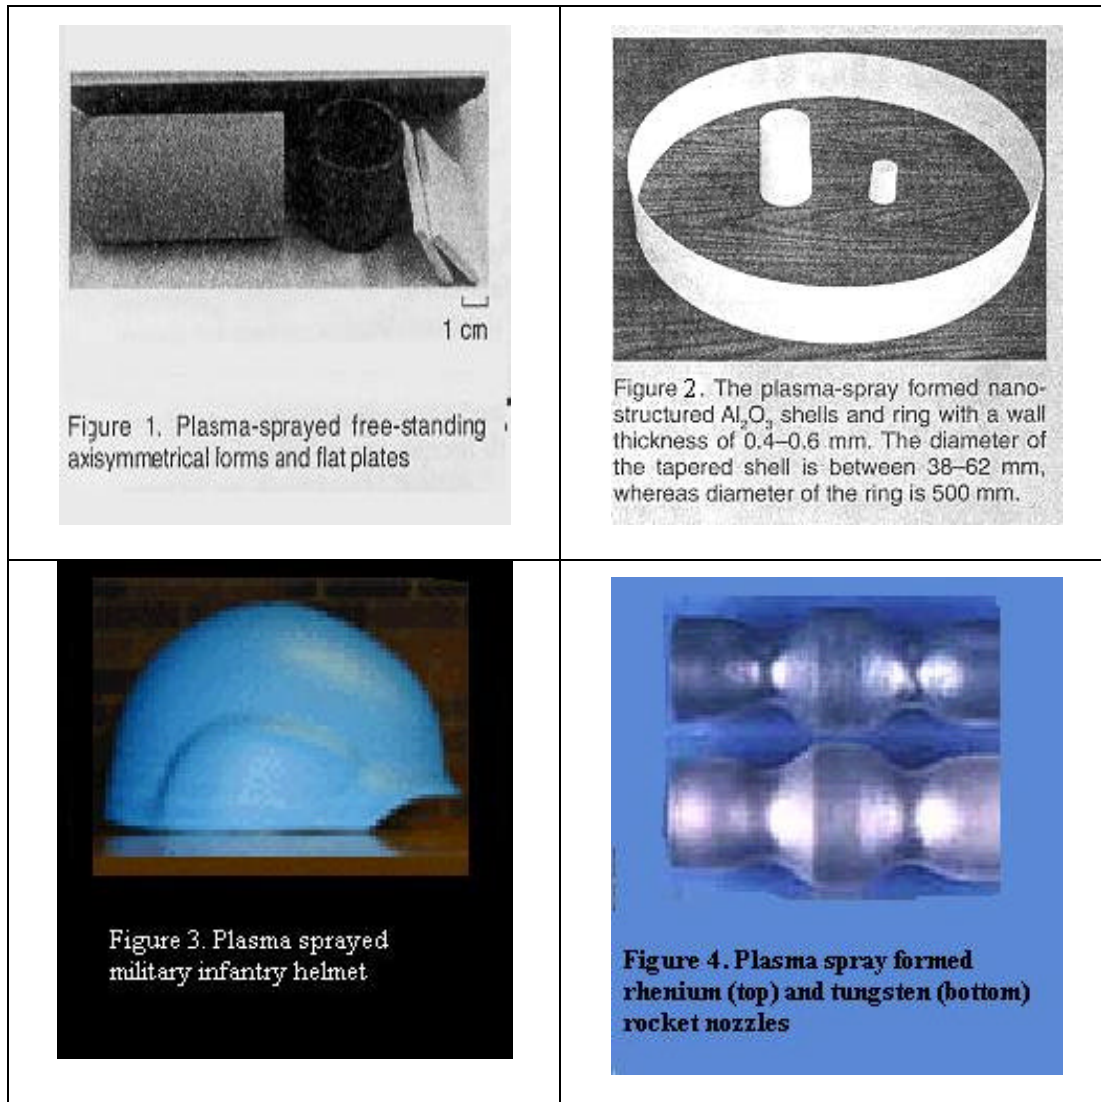 1 cm
Figure 1. Plasma-sprayed free-standing
axisymmetrical forms and flat plates
Figure 2. The plasma-spray formed nano-
structured Al₂O₃ shells and ring with a wall
thickness of 0.4–0.6 mm. The diameter of
the tapered shell is between 38–62 mm,
whereas diameter of the ring is 500 mm.
Figure 3. Plasma sprayed
military infantry helmet
Figure 4. Plasma spray formed
rhenium (top) and tungsten (bottom)
rocket nozzles